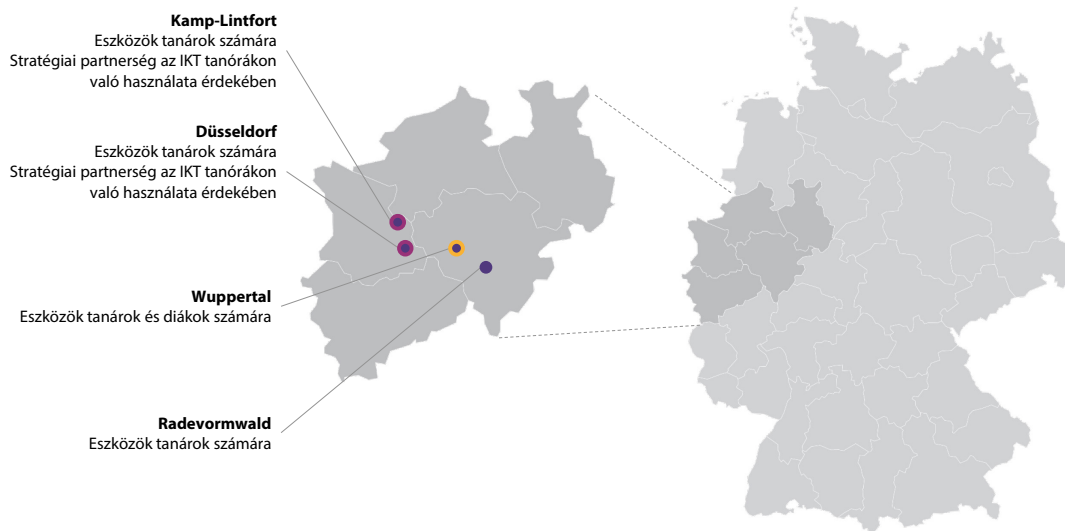 Kamp-Lintfort
Eszközök tanárok számára
Stratégiai partnerség az IKT tanórákon
való használata érdekében
Düsseldorf
Eszközök tanárok számára
Stratégiai partnerség az IKT tanórákon
való használata érdekében
Wuppertal
Eszközök tanárok és diákok számára
Radevormwald
Eszközök tanárok számára